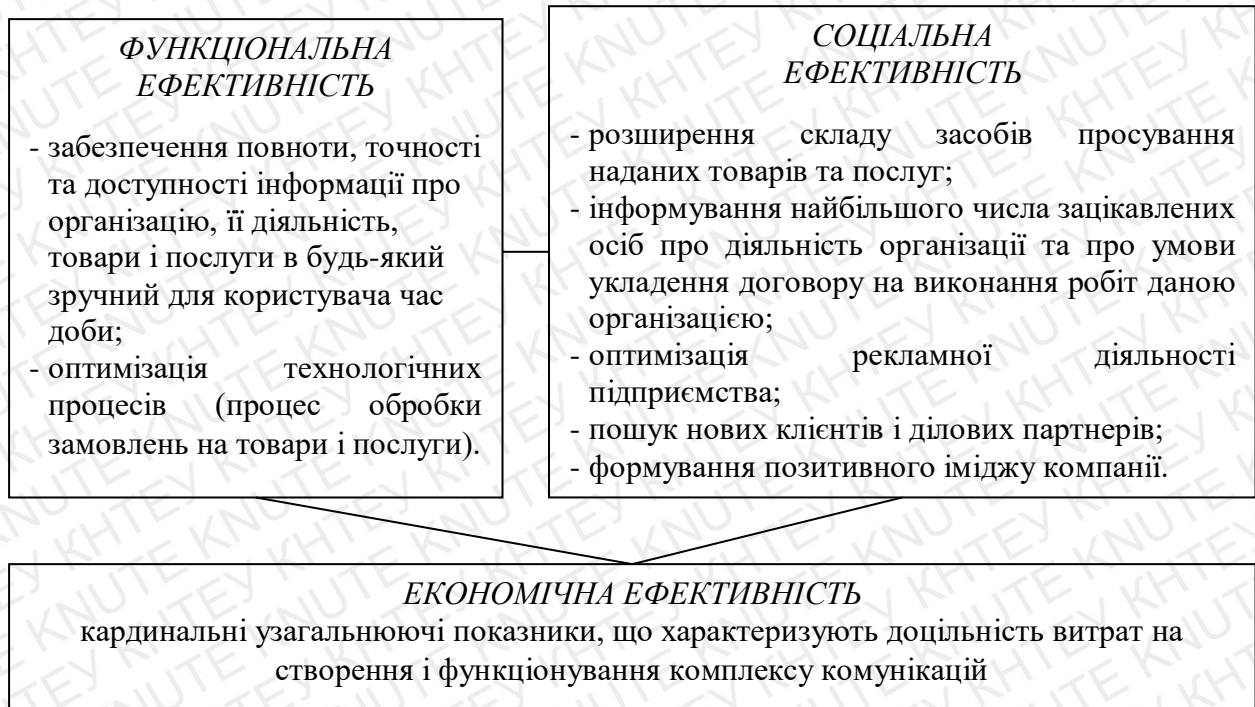 ФУНКЦІОНАЛЬНА
ЕФЕКТИВНІСТЬ
- забезпечення повноти, точності
та доступності інформації про
організацію, її діяльність,
товари і послуги в будь-який
зручний для користувача час
доби;
- оптимізація технологічних
процесів (процес обробки
замовлень на товари і послуги).
СОЦІАЛЬНА
ЕФЕКТИВНІСТЬ
- розширення складу засобів просування
наданих товарів та послуг;
- інформування найбільшого числа зацікавлених
осіб про діяльність організації та про умови
укладення договору на виконання робіт даною
організацією;
- оптимізація рекламної діяльності
підприємства;
- пошук нових клієнтів і ділових партнерів;
- формування позитивного іміджу компанії.
ЕКОНОМІЧНА ЕФЕКТИВНІСТЬ
кардинальні узагальнюючі показники, що характеризують доцільність витрат на
створення і функціонування комплексу комунікацій